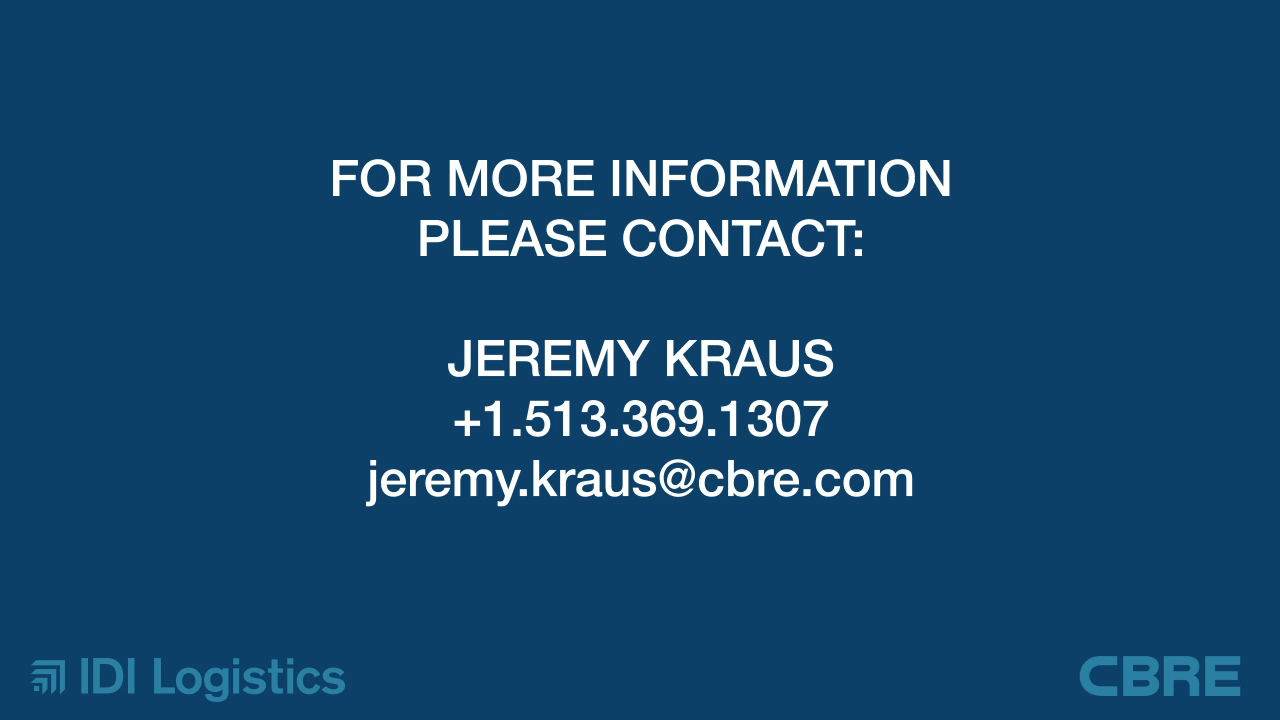 FOR MORE INFORMATION
PLEASE CONTACT:
JEREMY KRAUS
+1.513.369.1307
jeremy.kraus@cbre.com
IDI Logistics
CBRE